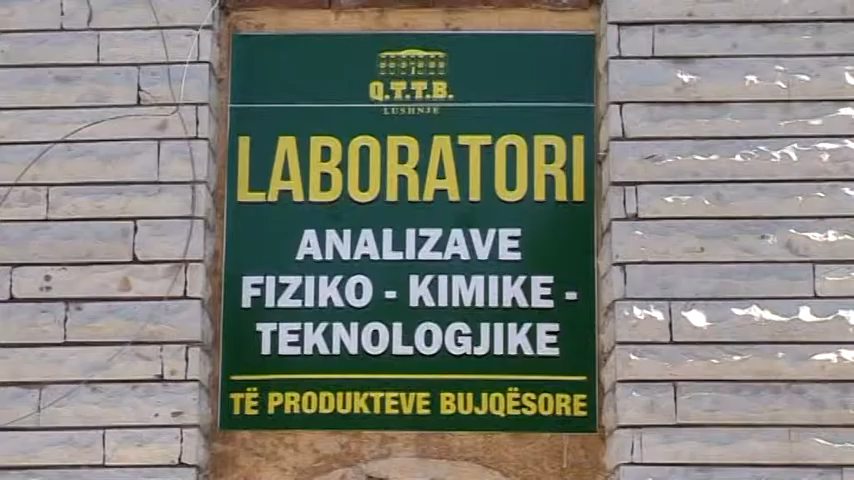 Q.T.T.B.
LUSHNJE
LABORATORI
ANALIZAVE
FIZIKO - KIMIKE -
TEKNOLOGJIKE
TË PRODUKTEVE BUJQËSORE